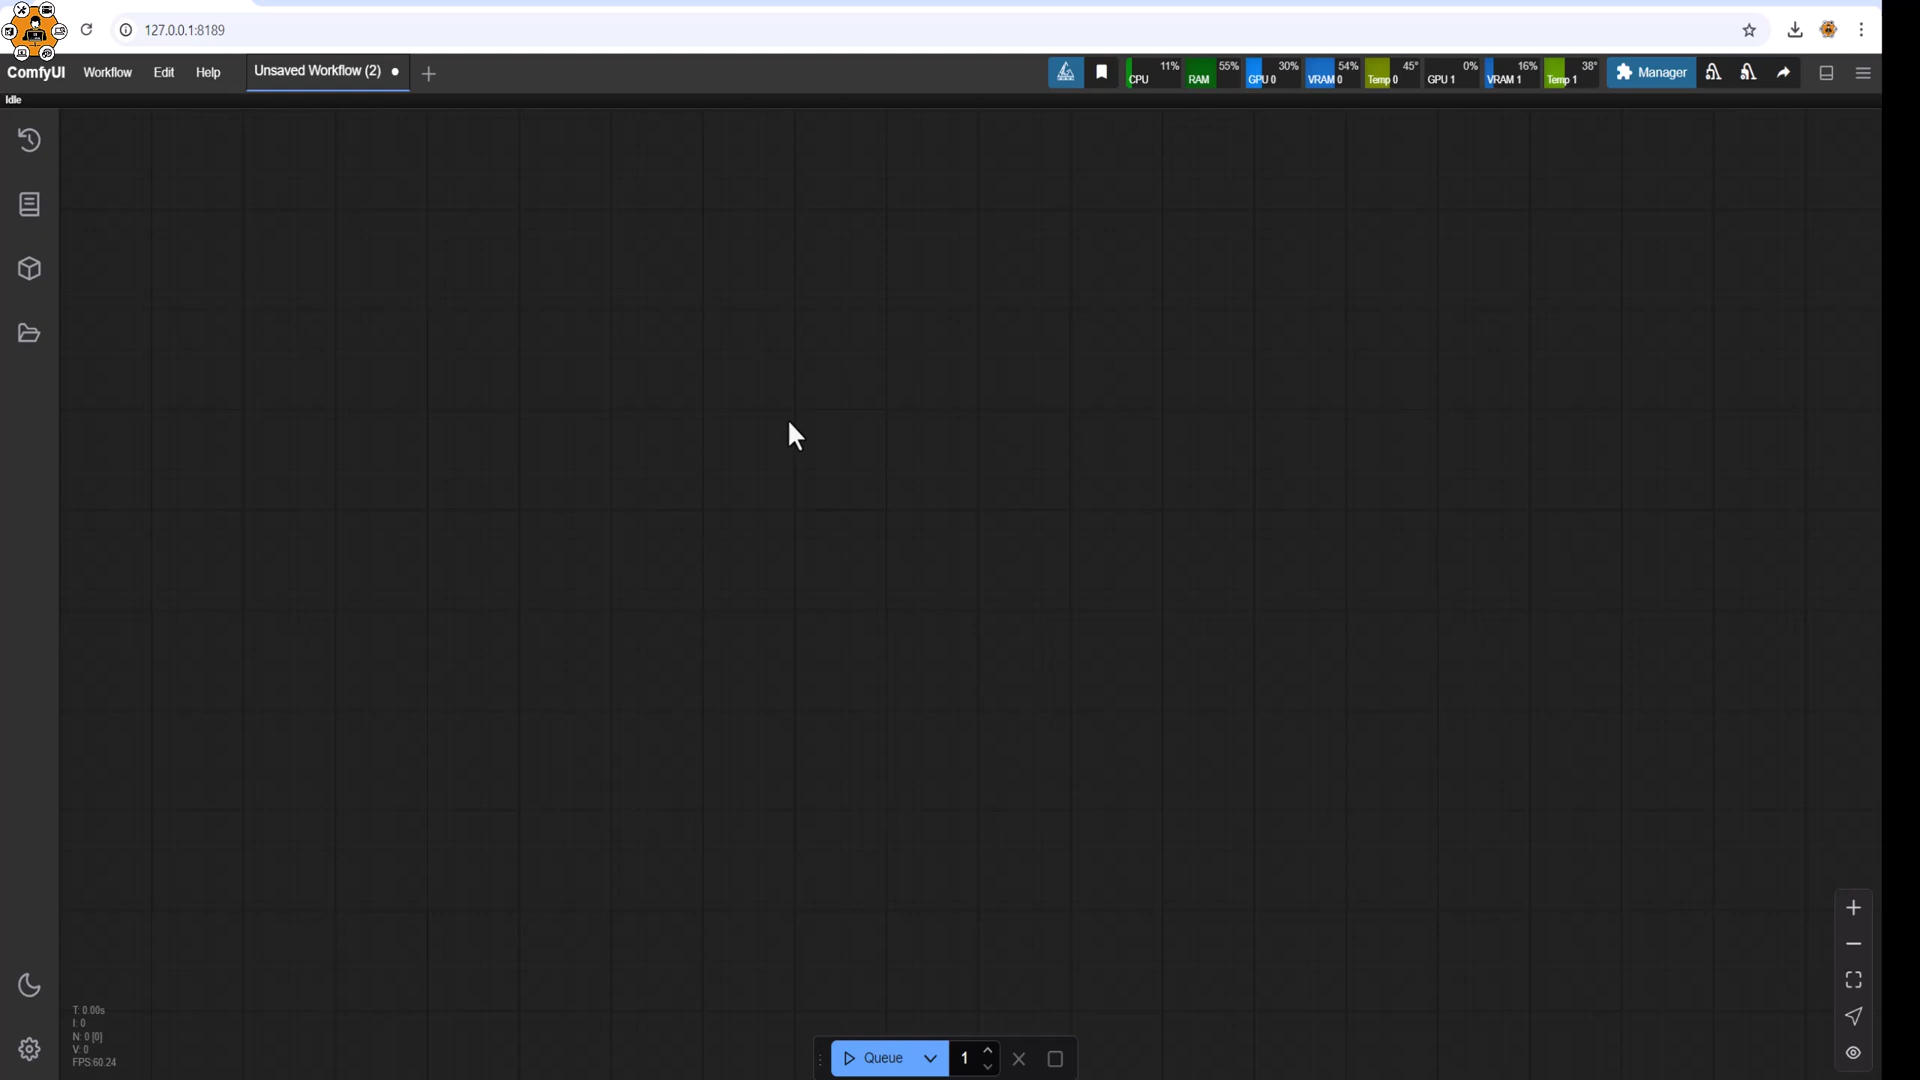 127.0.0.1:8189
ComfyUI Workflow Edit Help Unsaved Workflow (2) CPU 11% RAM 55% GPU 0 30% VRAM 0 54% Temp 0 45° GPU 1 0% VRAM 1 16% Temp 1 38° Manager
Idle
T: 0.00s
I: 0
N: 0 [0]
V: 0
FPS:60.24
Queue 1